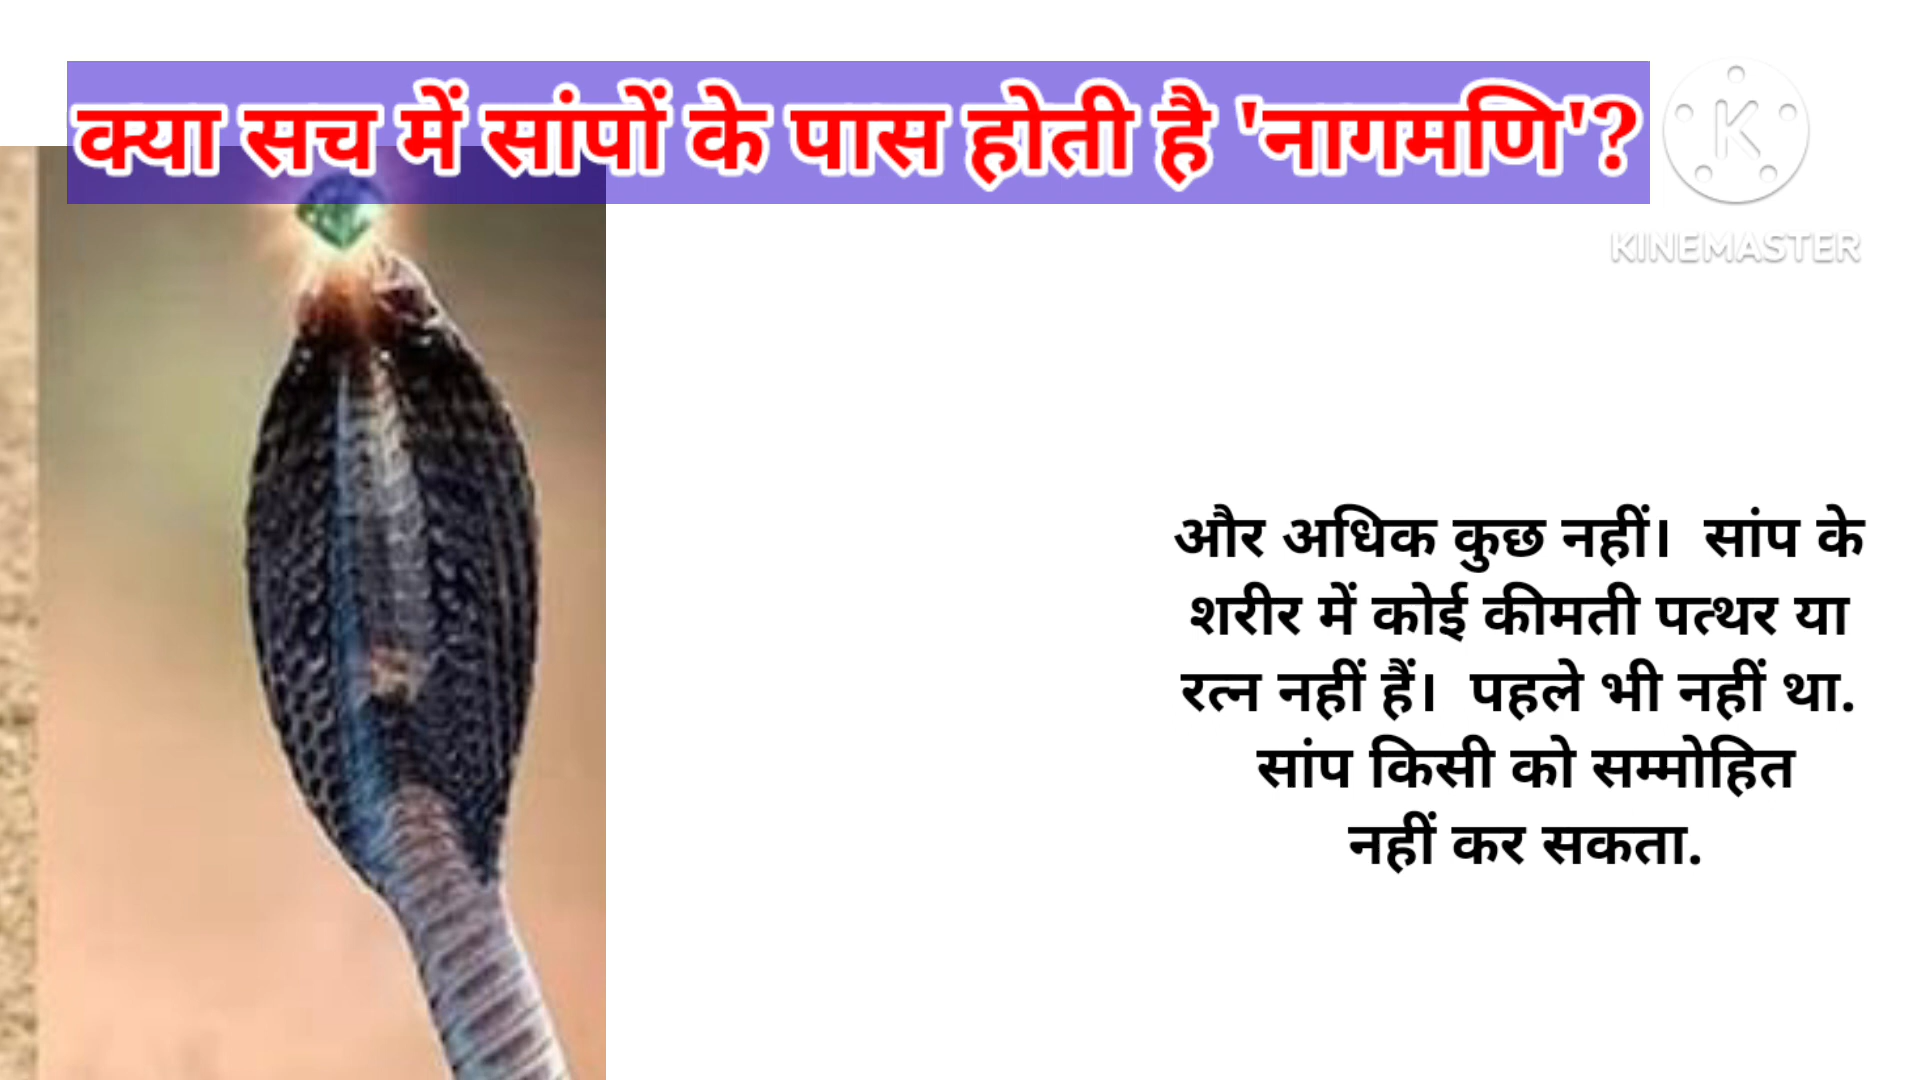 क्या सच में सांपों के पास होती है 'नागमणि'?
K
KINEMASTER
और अधिक कुछ नहीं। सांप के
शरीर में कोई कीमती पत्थर या
रत्न नहीं हैं। पहले भी नहीं था.
सांप किसी को सम्मोहित
नहीं कर सकता.